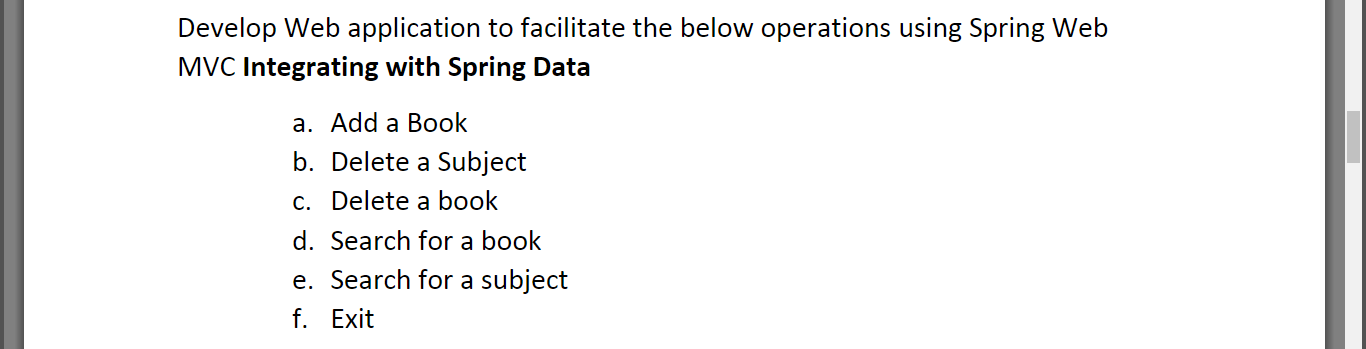 Develop Web application to facilitate the below operations using Spring Web
MVC Integrating with Spring Data
a. Add a Book
b. Delete a Subject
c. Delete a book
d. Search for a book
e. Search for a subject
f. Exit